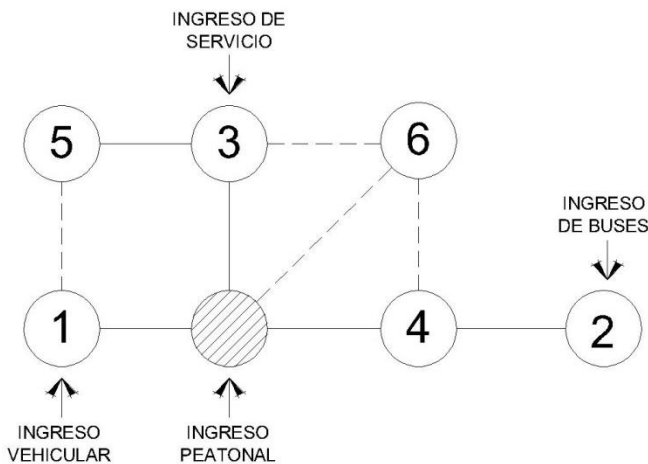 INGRESO DE
SERVICIO
5
3
6
INGRESO
DE BUSES
1
4
2
INGRESO
VEHICULAR
INGRESO
PEATONAL